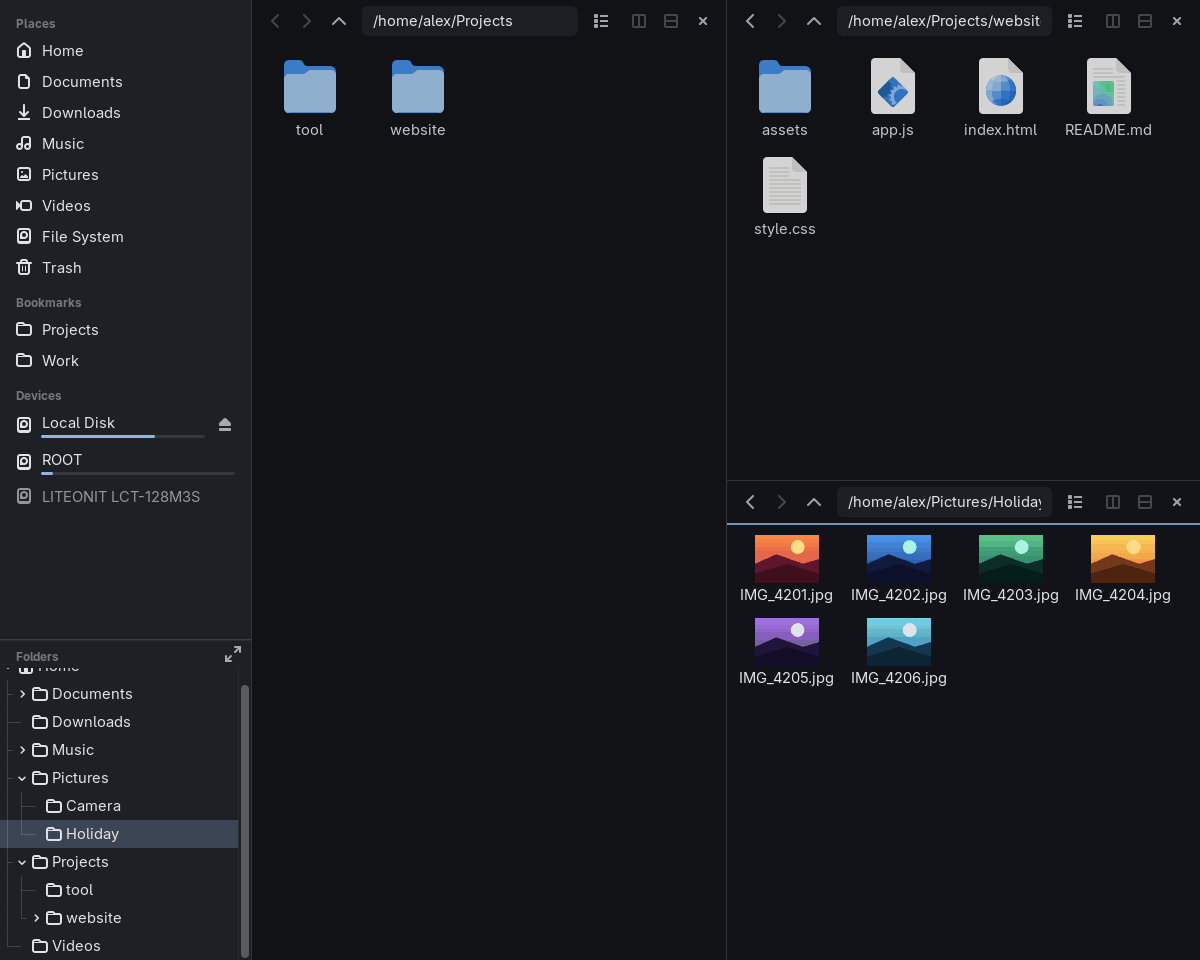 Places
Home
Documents
Downloads
Music
Pictures
Videos
File System
Trash
Bookmarks
Projects
Work
Devices
Local Disk
ROOT
LITEONIT LCT-128M3S
Folders
Home
Documents
Downloads
Music
Pictures
Camera
Holiday
Projects
tool
website
Videos
/home/alex/Projects
tool
website
/home/alex/Projects/websit
assets
app.js
index.html
README.md
style.css
/home/alex/Pictures/Holiday
IMG_4201.jpg
IMG_4202.jpg
IMG_4203.jpg
IMG_4204.jpg
IMG_4205.jpg
IMG_4206.jpg